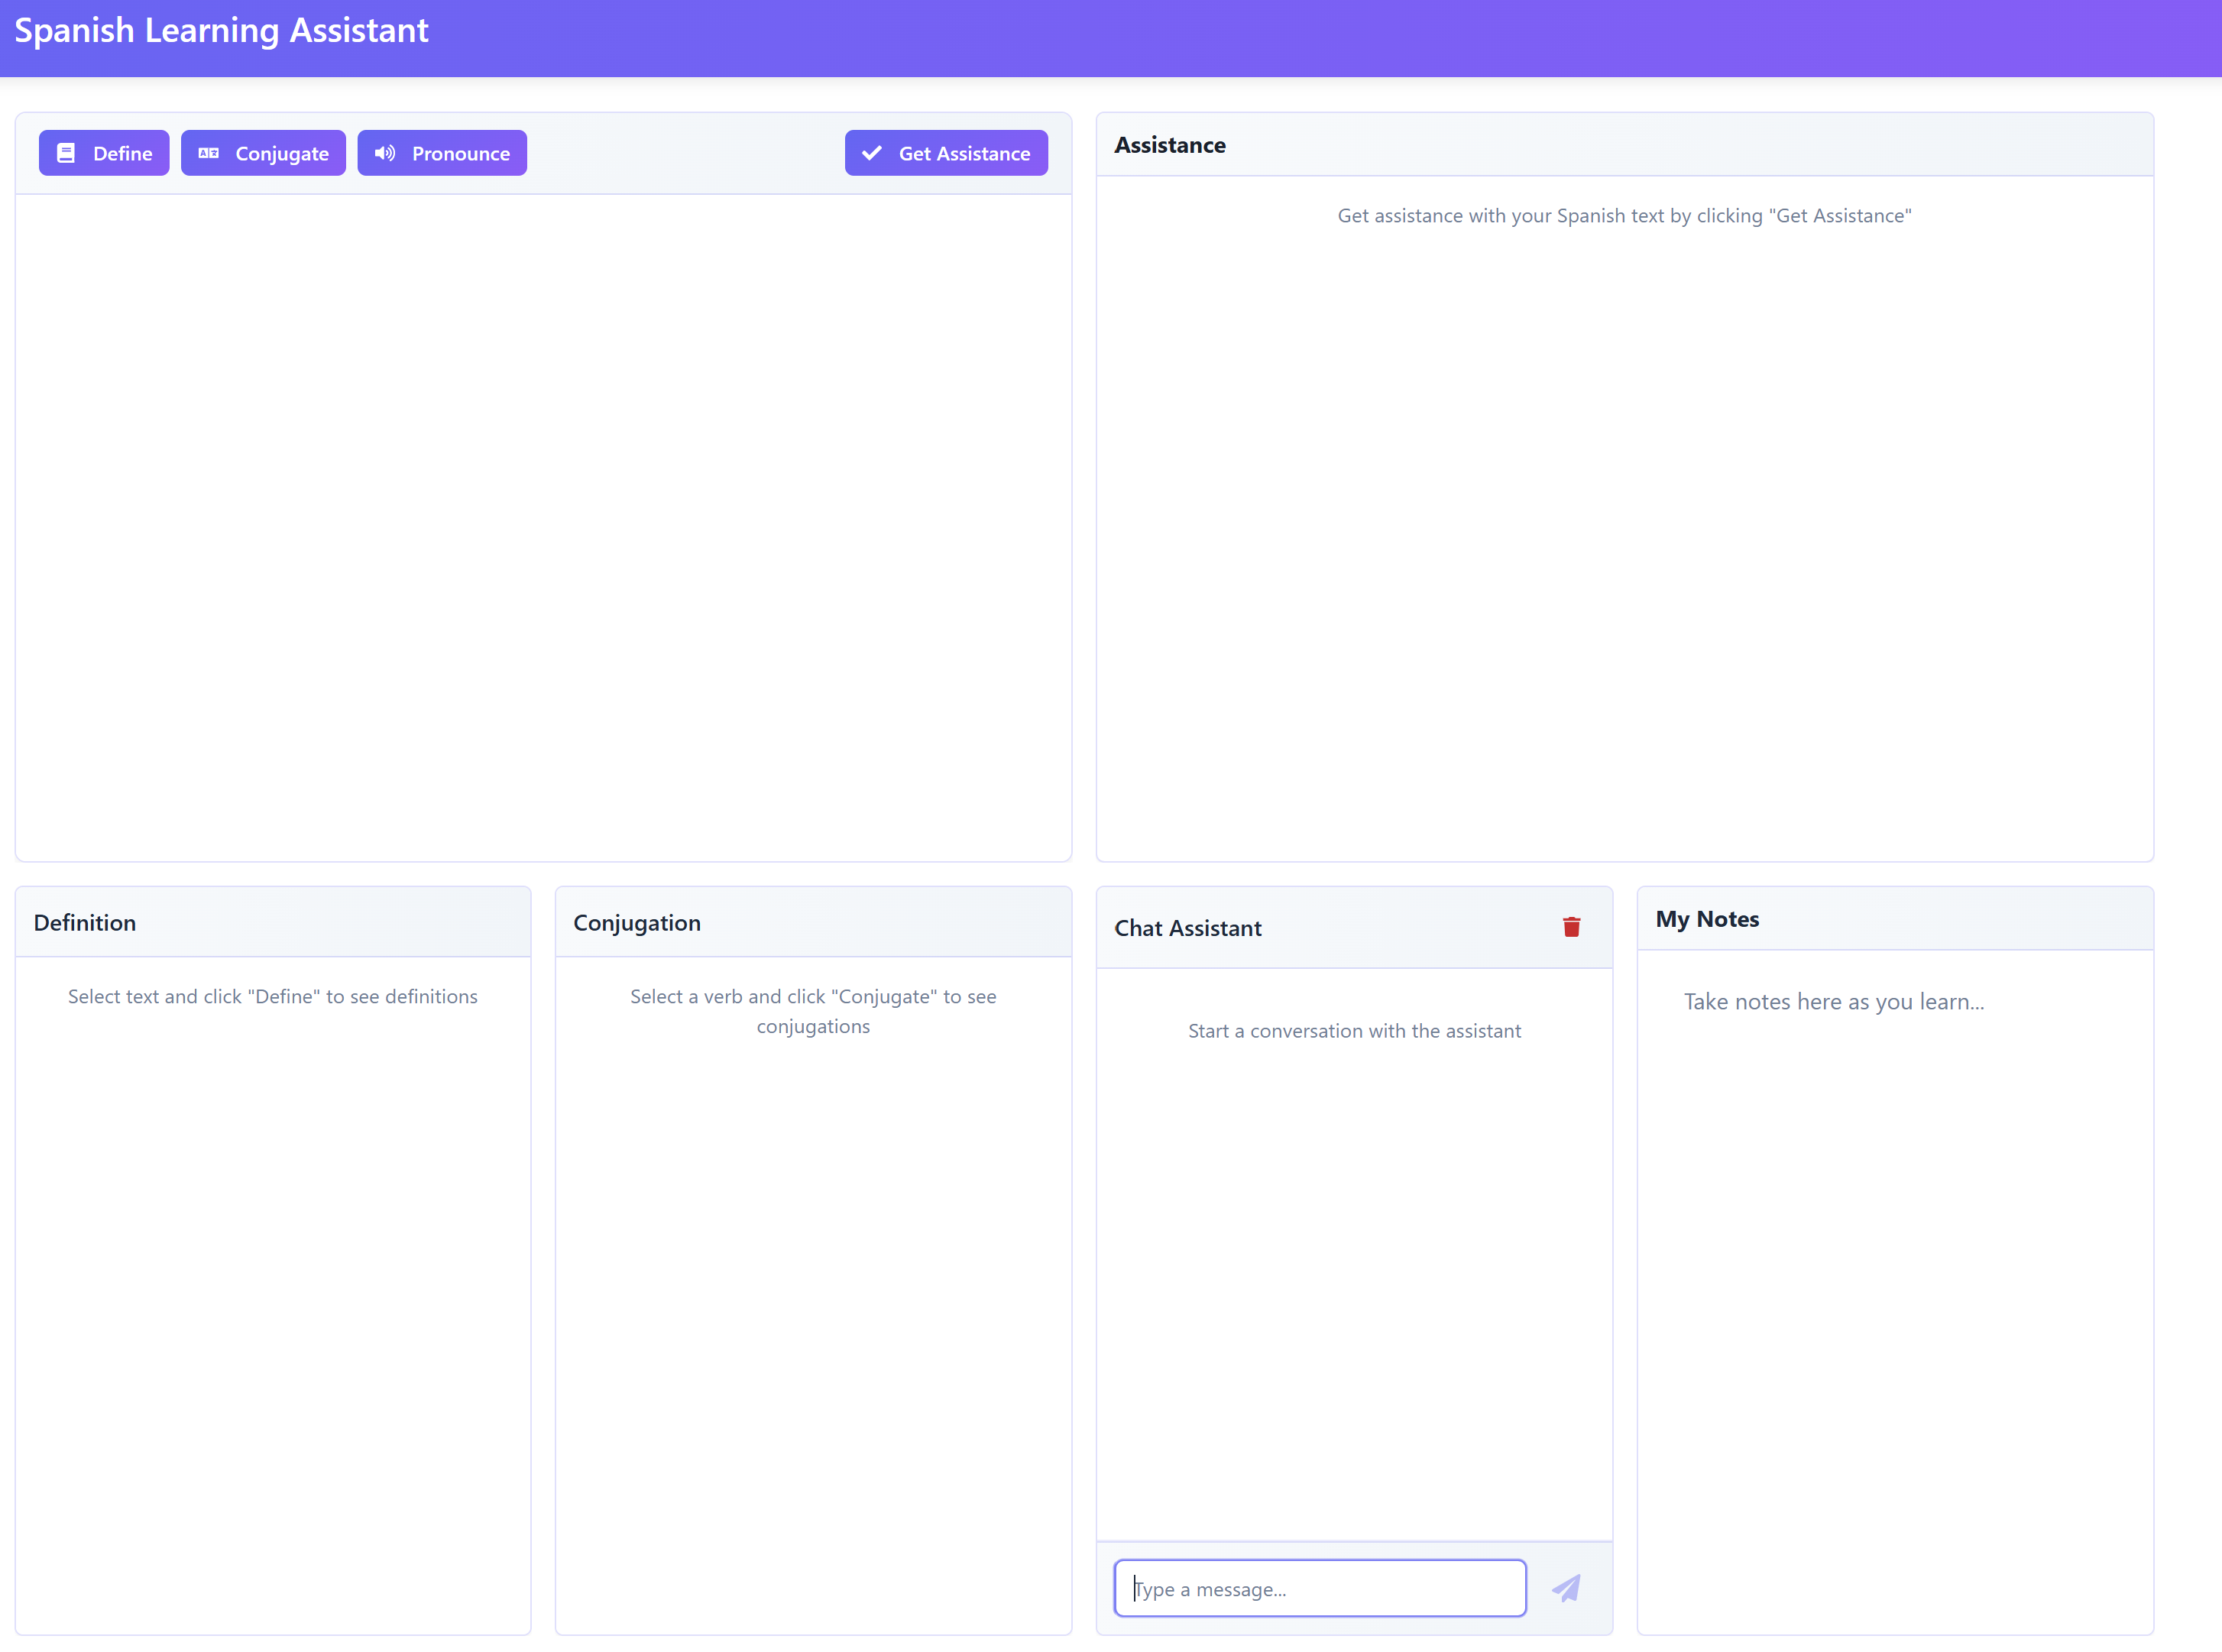 Spanish Learning Assistant
Define
Conjugate
Pronounce
Get Assistance
Assistance
Get assistance with your Spanish text by clicking "Get Assistance"
Definition
Select text and click "Define" to see definitions
Conjugation
Select a verb and click "Conjugate" to see
conjugations
Chat Assistant
Start a conversation with the assistant
Type a message...
My Notes
Take notes here as you learn...